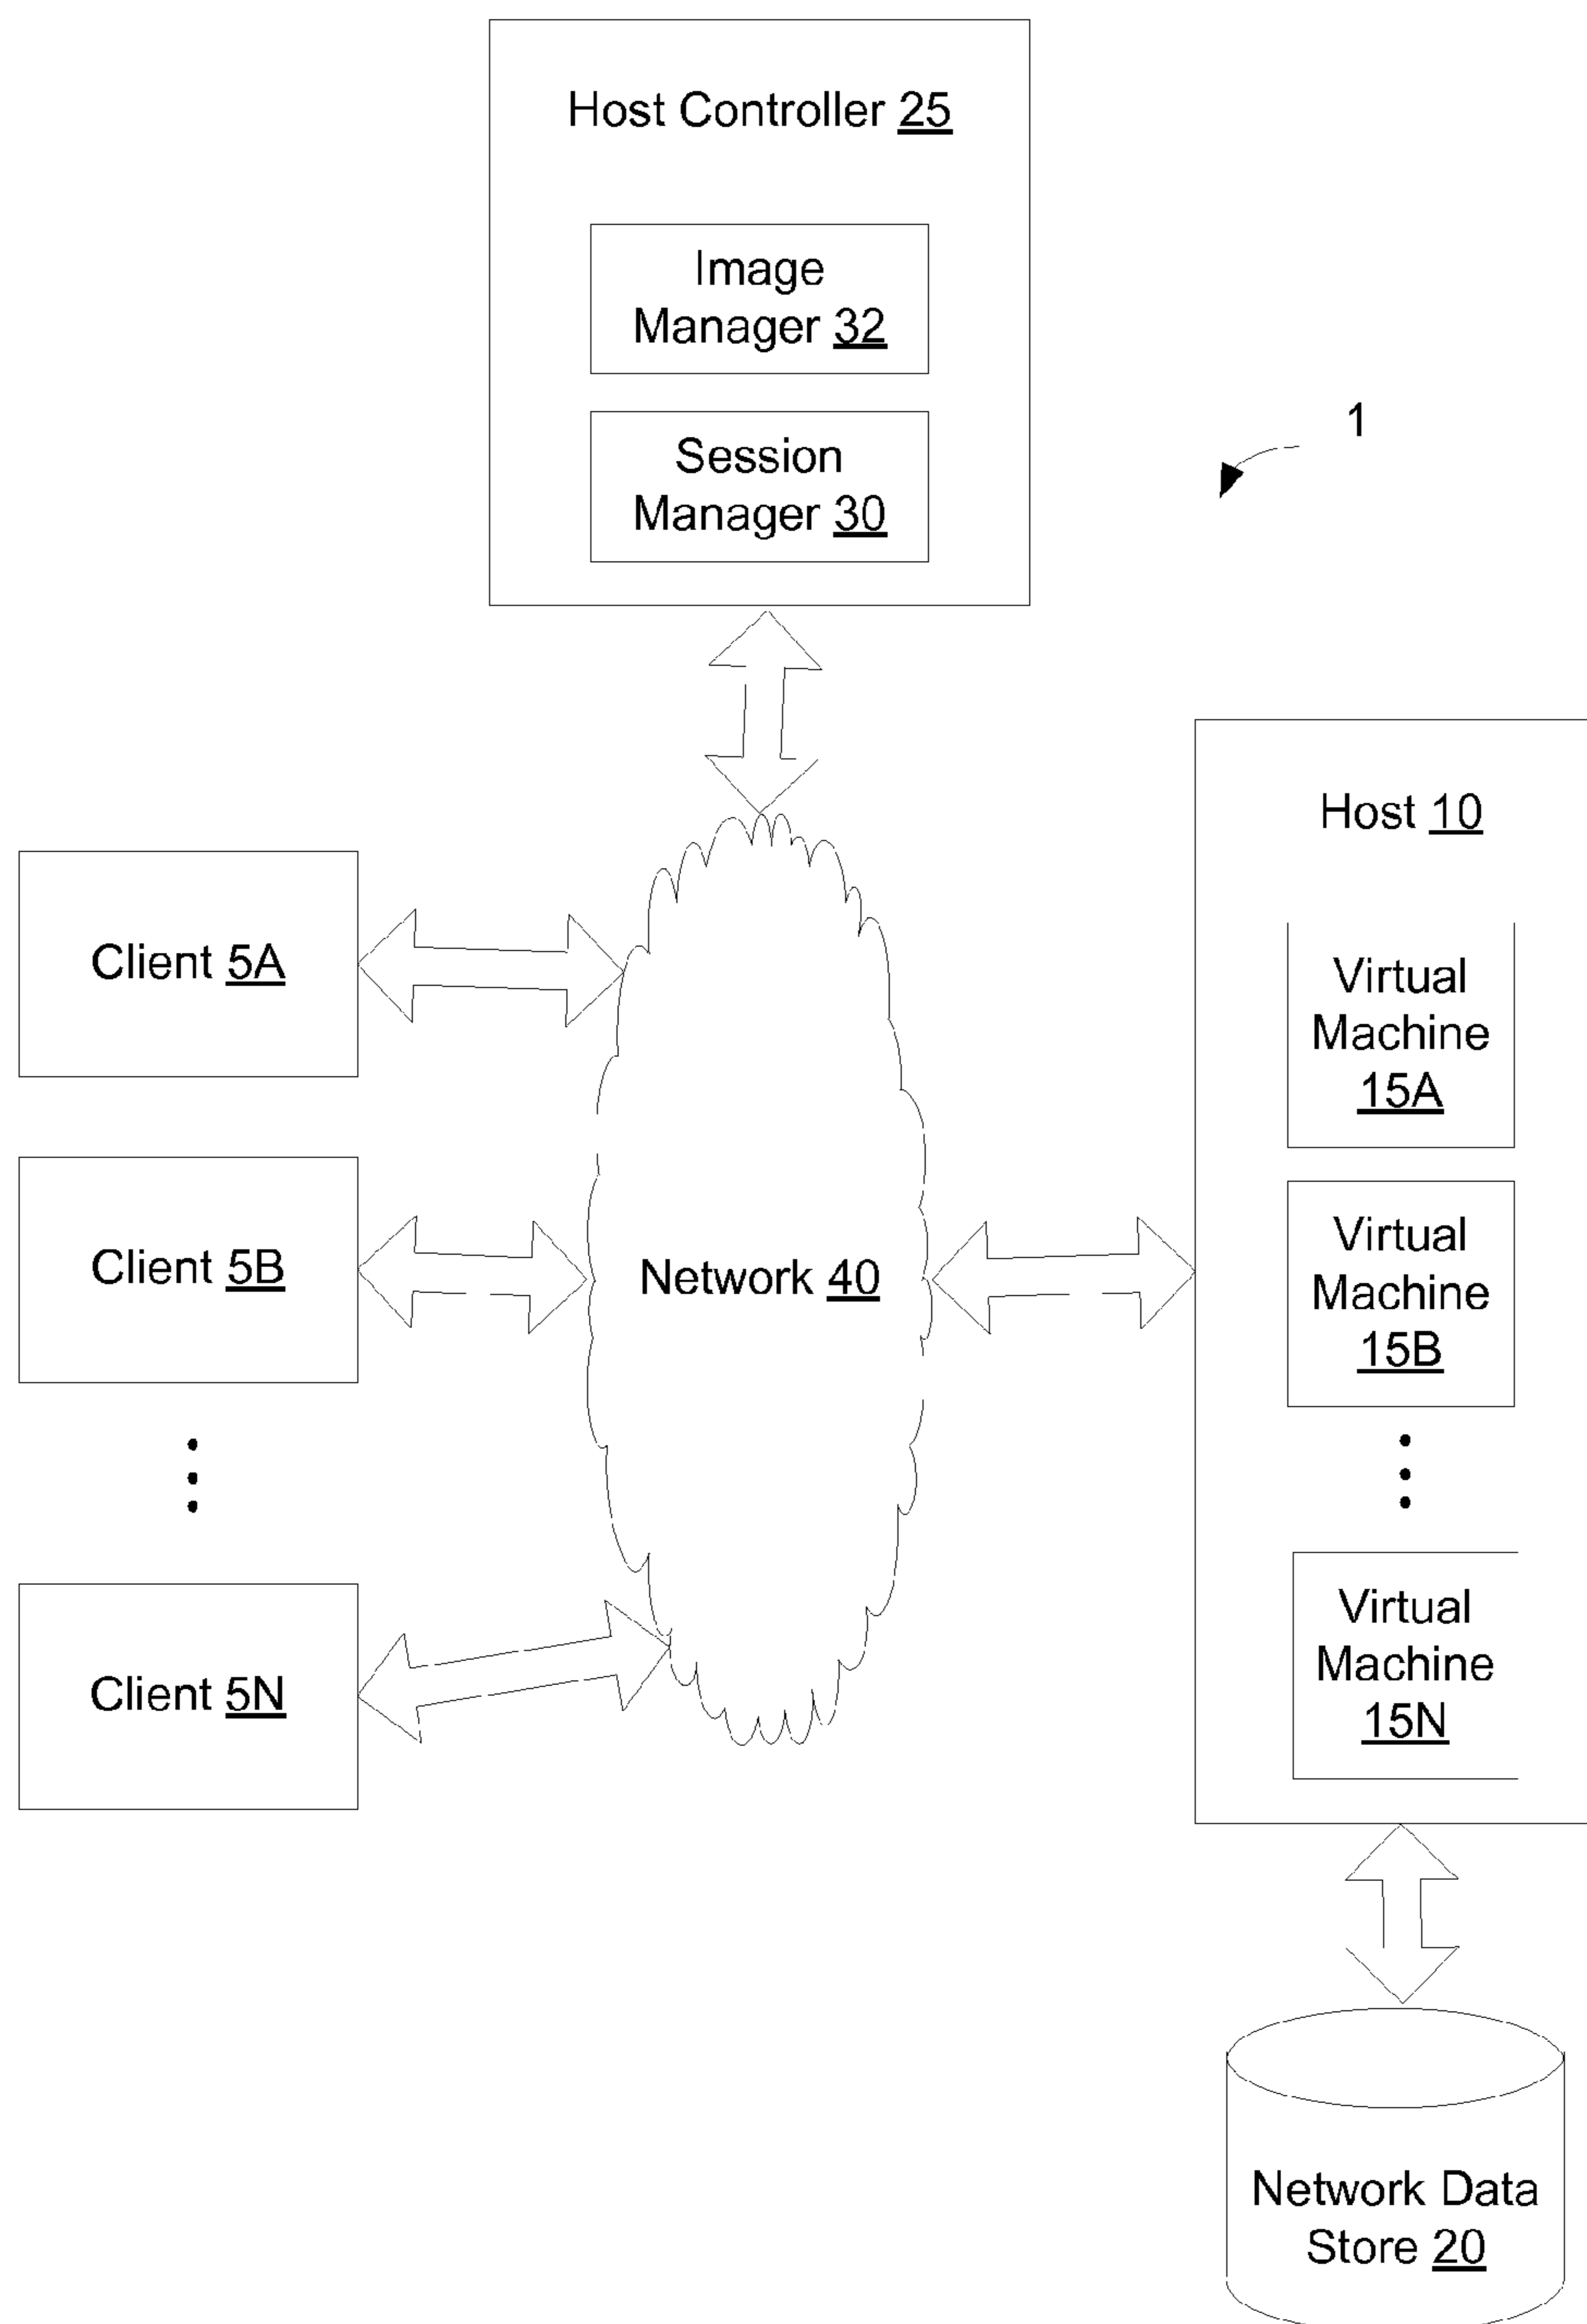 Host Controller 25
Image
Manager 32
Session
Manager 30
1
Host 10
Client 5A
Virtual
Machine
15A
Client 5B
Network 40
Virtual
Machine
15B
Client 5N
Virtual
Machine
15N
Network Data
Store 20